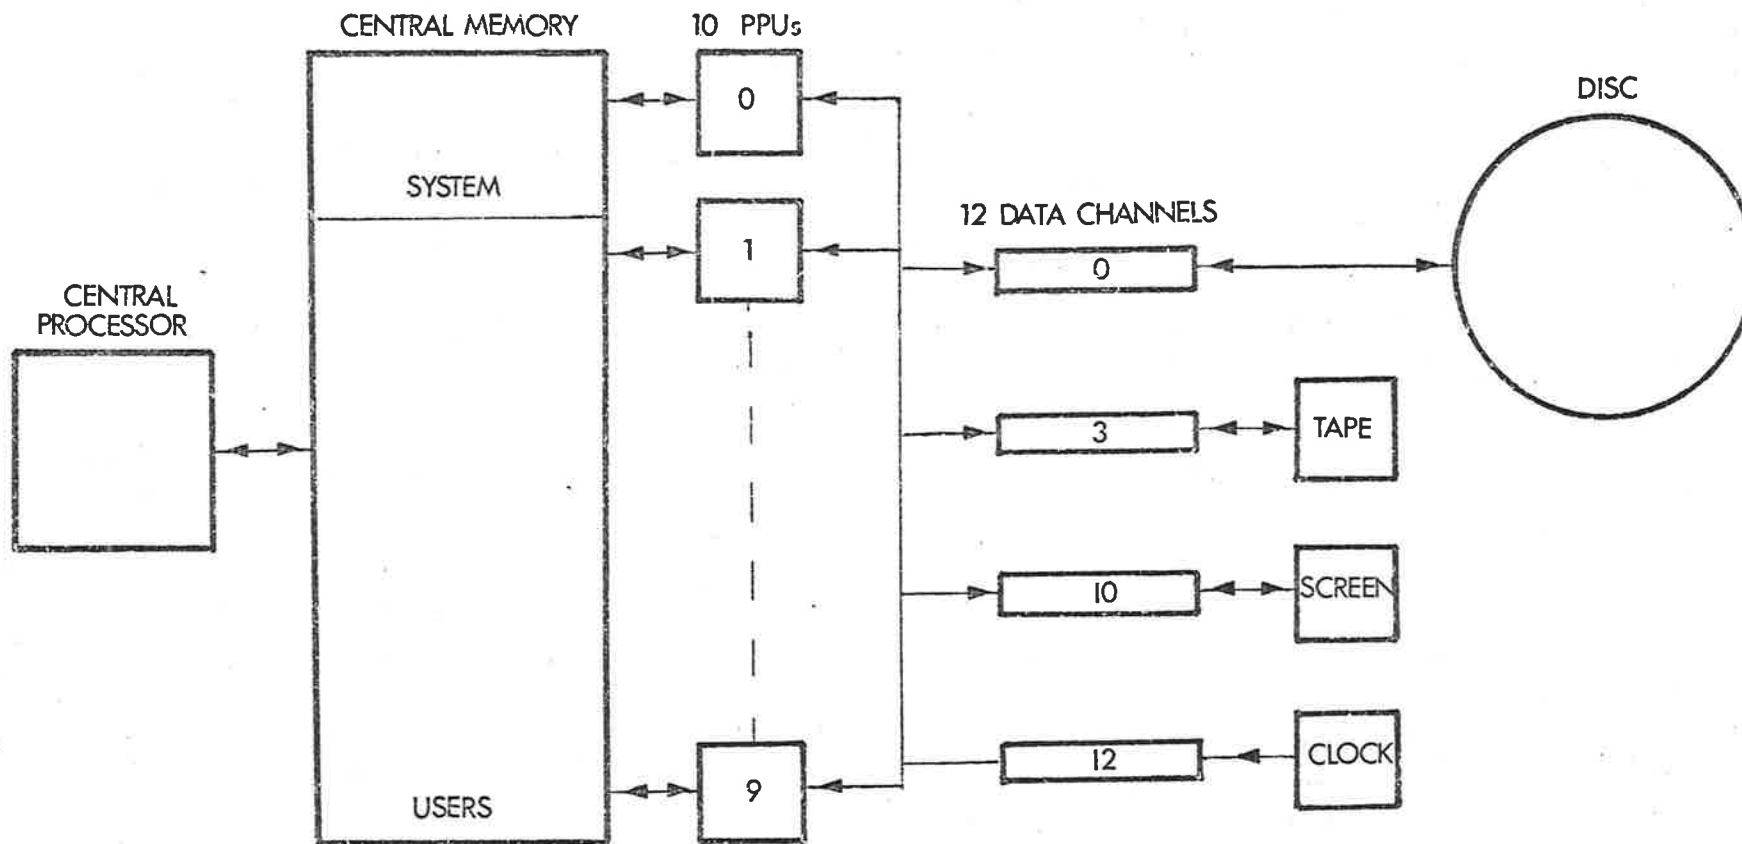 CENTRAL MEMORY
10 PPUs
0
DISC
SYSTEM
1
12 DATA CHANNELS
0
CENTRAL
PROCESSOR
3
TAPE
10
SCREEN
12
CLOCK
9
USERS